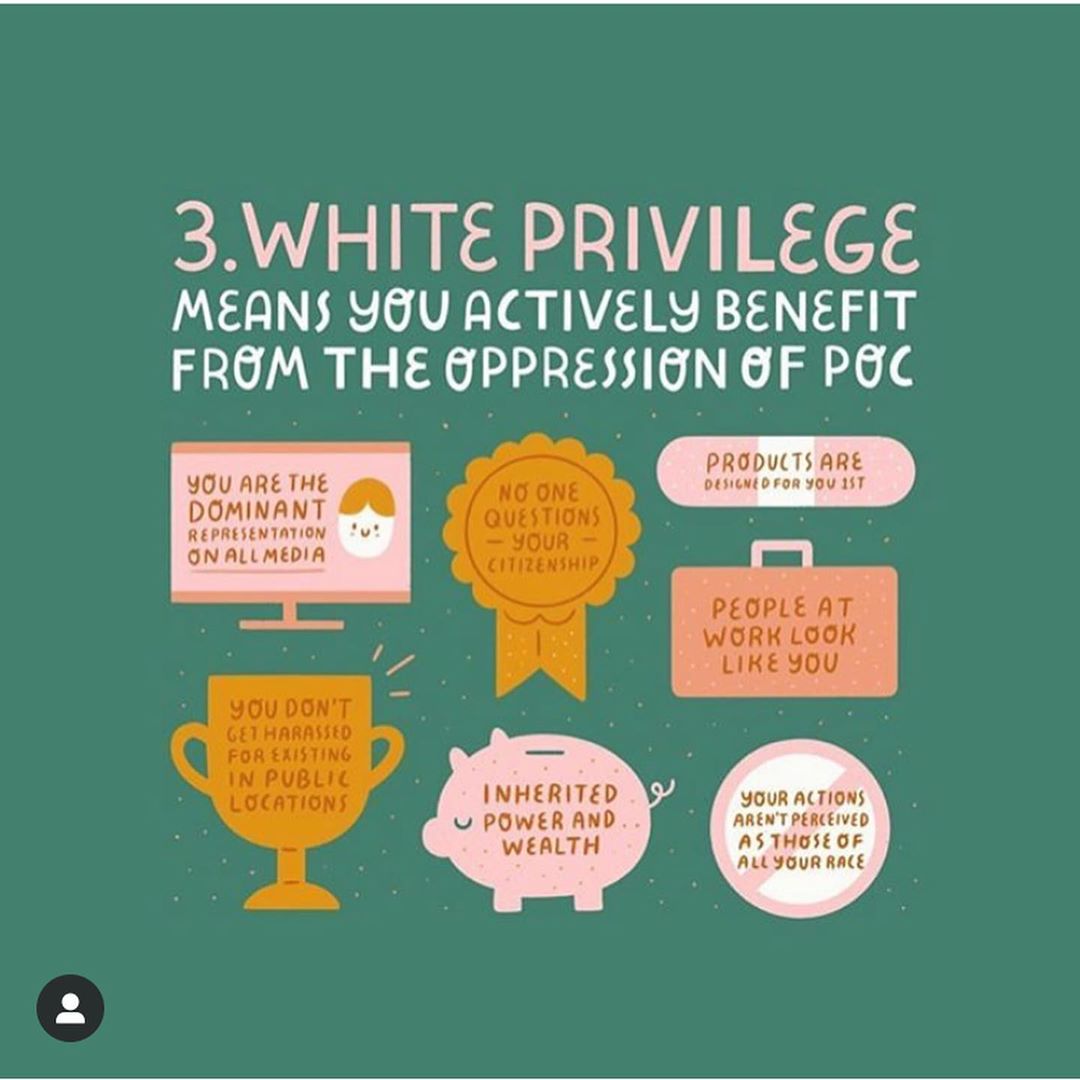 3. WHITE PRIVILEGE
MEANS YOU ACTIVELY BENEFIT
FROM THE OPPRESSION OF POC
YOU ARE THE
DOMINANT
REPRESENTATION
ON ALL MEDIA
NO ONE
QUESTIONS
– YOUR –
CITIZENSHIP
PRODUCTS ARE
DESIGNED FOR YOU 1ST
PEOPLE AT
WORK LOOK
LIKE YOU
YOU DON'T
GET HARASSED
FOR EXISTING
IN PUBLIC
LOCATIONS
INHERITED
POWER AND
WEALTH
YOUR ACTIONS
AREN'T PERCEIVED
AS THOSE OF
ALL YOUR RACE